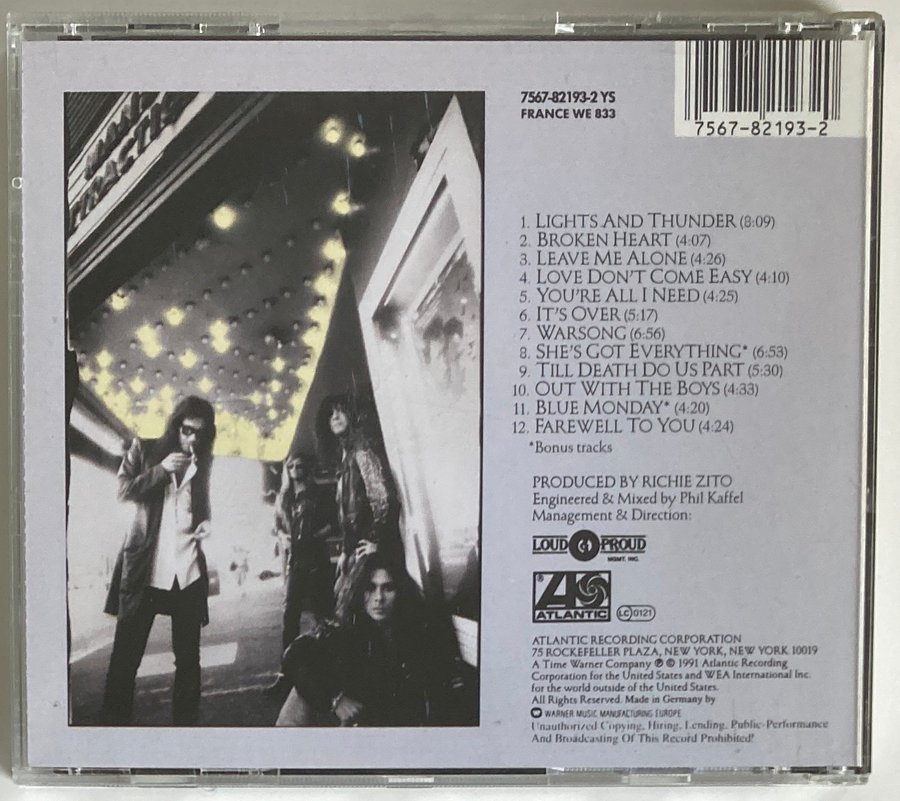 7567-82193-2 YS
FRANCE WE 833
7567-82193-2
1. LIGHTS AND THUNDER (8:09)
2. BROKEN HEART (4:07)
3. LEAVE ME ALONE (4:26)
4. LOVE DON'T COME EASY (4:10)
5. YOU'RE ALL I NEED (4:25)
6. IT'S OVER (5:17)
7. WARSONG (6:56)
8. SHE'S GOT EVERYTHING* (6:53)
9. TILL DEATH DO US PART (5:30)
10. OUT WITH THE BOYS (4:33)
11. BLUE MONDAY* (4:20)
12. FAREWELL TO YOU (4:24)
*Bonus tracks
PRODUCED BY RICHIE ZITO
Engineered & Mixed by Phil Kaffel
Management & Direction:
LOUD PROUD
MGMT. INC.
® ATLANTIC
LC 0121
ATLANTIC RECORDING CORPORATION
75 ROCKEFELLER PLAZA, NEW YORK, NEW YORK 10019
A Time Warner Company ℗ © 1991 Atlantic Recording
Corporation for the United States and WEA International Inc.
for the world outside of the United States.
All Rights Reserved. Made in Germany by
WARNER MUSIC MANUFACTURING EUROPE
Unauthorized Copying, Hiring, Lending, Public-Performance
And Broadcasting Of This Record Prohibited!